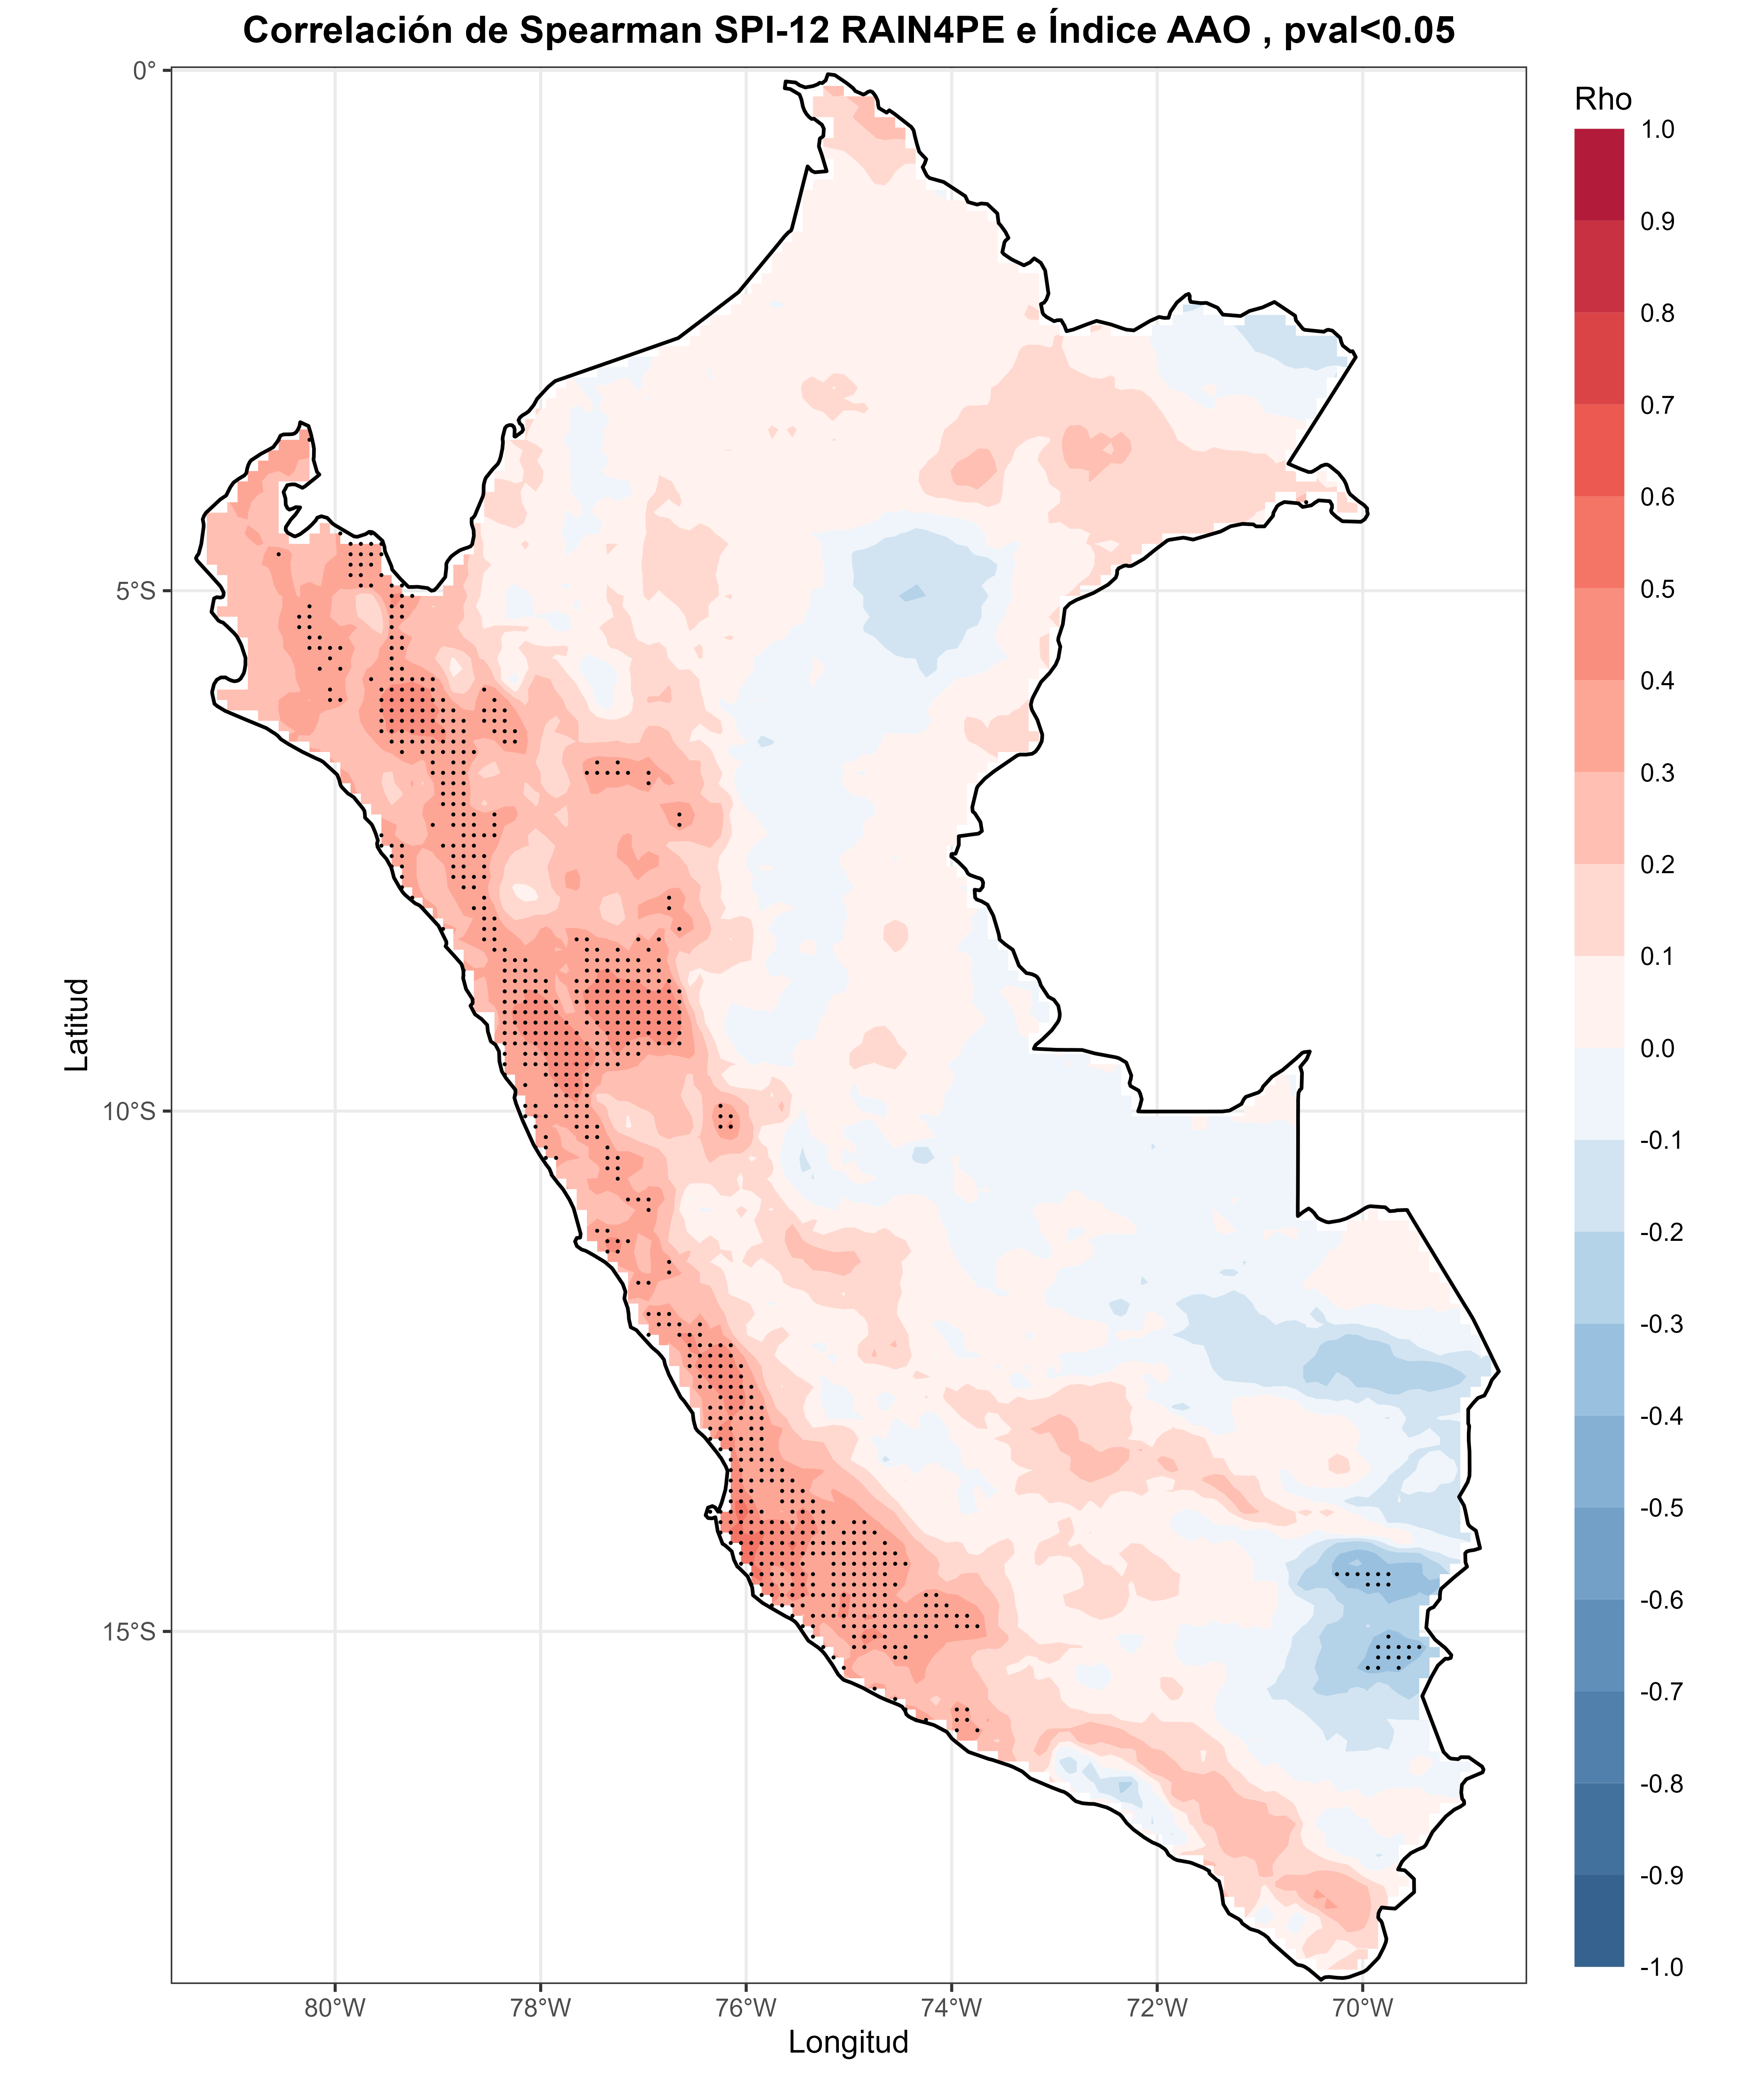 Correlación de Spearman SPI-12 RAIN4PE e Índice AAO , pval<0.05
Rho
1.0
0.9
0.8
0.7
0.6
0.5
0.4
0.3
0.2
0.1
0.0
-0.1
-0.2
-0.3
-0.4
-0.5
-0.6
-0.7
-0.8
-0.9
-1.0
Latitud
0°
5°S
10°S
15°S
80°W
78°W
76°W
74°W
72°W
70°W
Longitud